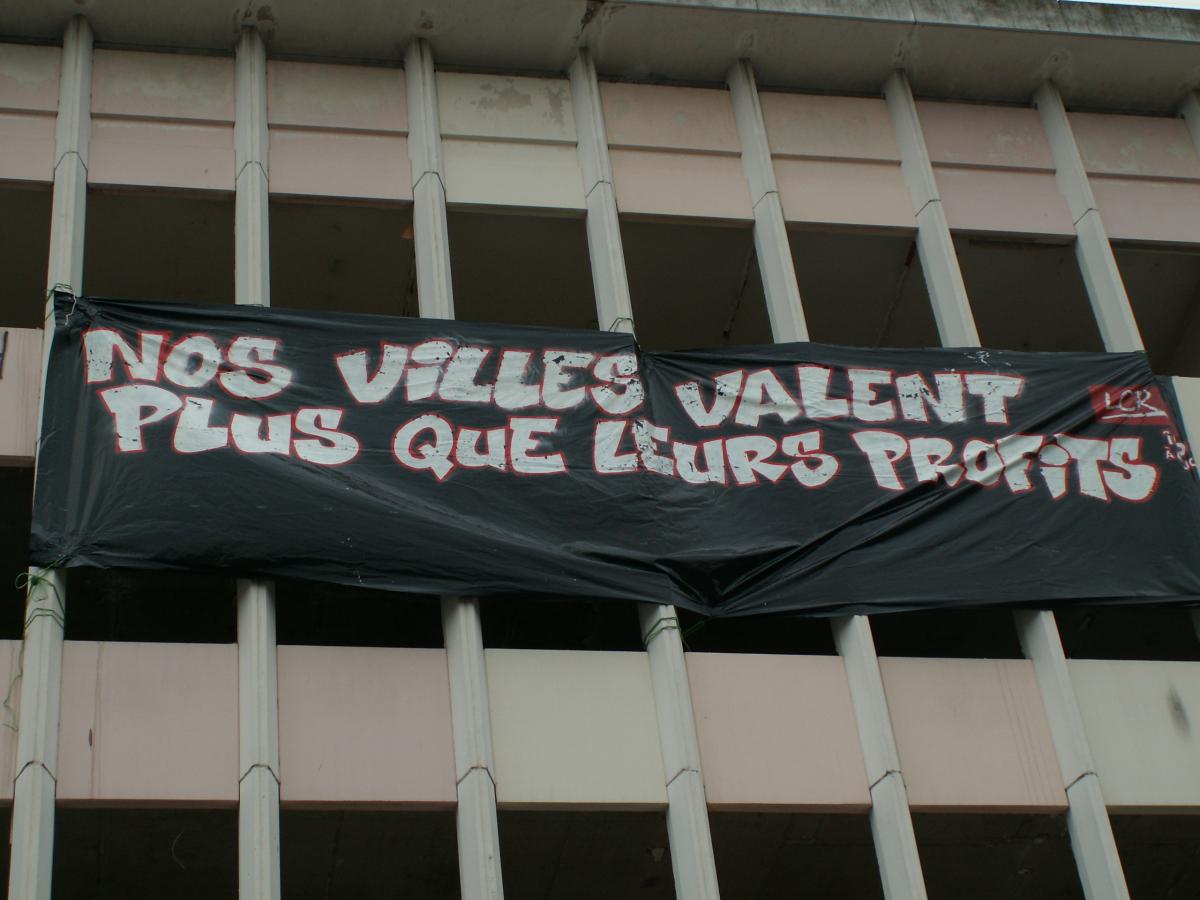 NOS ViLLES VALENT
PLUS QUE LEURS PROFiTS
LCR